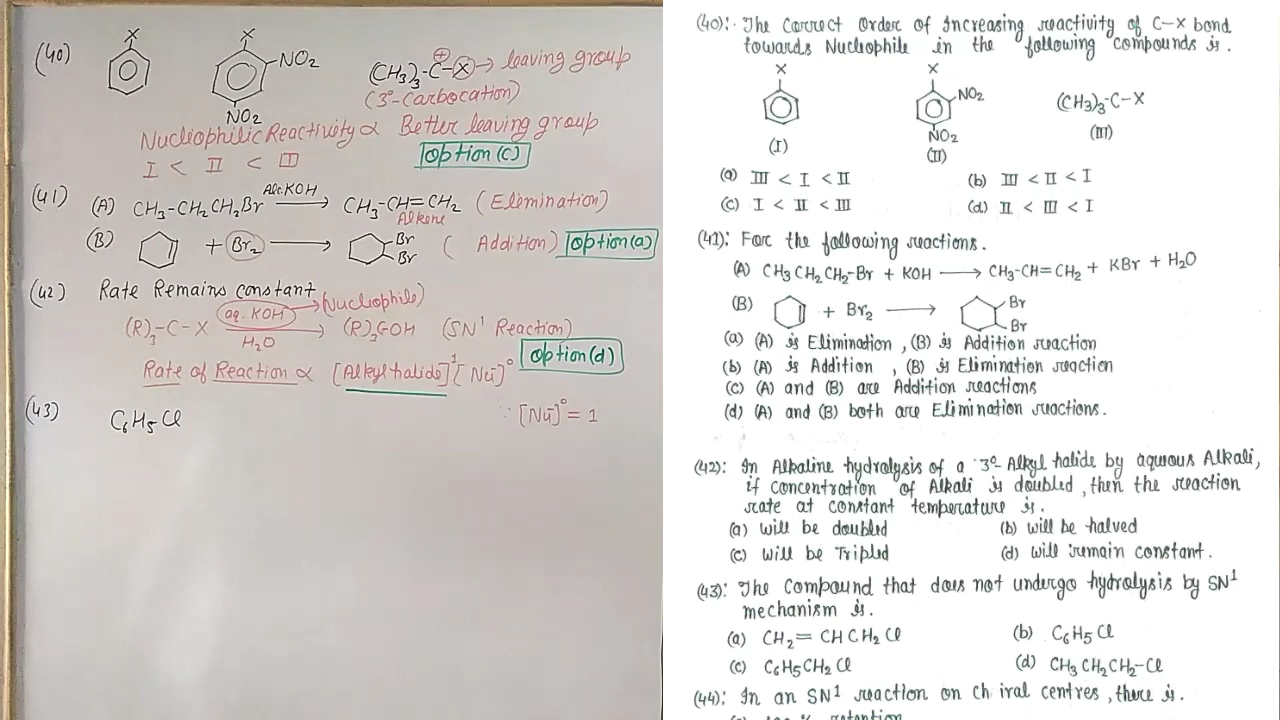 (40)
X
X
NO₂
NO₂
(CH₃)₃-C⊕-X → leaving group
(3°-Carbocation)
Nucleophilic Reactivity ∝ Better leaving group
I < II < III
Option (c)
(41)
(A) CH₃-CH₂CH₂Br Alc.KOH → CH₃-CH=CH₂ (Elemination)
Alkene
(B) + Br₂ → Br Br ( Addition) Option(a)
(42) Rate Remains constant
(R)₃-C-X aq. KOH → (Nucleophile)
H₂O
(R)₃COH (SN¹ Reaction)
Option(d)
Rate of Reaction ∝ [Alkyl halide]¹ [Nū]⁰
(43) C₆H₅Cl
∵ [Nū]⁰ = 1
(40):- The Correct Order of Increasing reactivity of C-X bond
towards Nucleophile in the following compounds is.
X
X
NO₂
NO₂
(CH₃)₃-C-X
(I)
(II)
(III)
(a) III < I < II (b) III < II < I
(c) I < II < III (d) II < III < I
(41): For the following reactions.
(A) CH₃CH₂CH₂-Br + KOH → CH₃-CH=CH₂ + KBr + H₂O
(B) + Br₂ → Br Br
(a) (A) is Elimination, (B) is Addition reaction
(b) (A) is Addition , (B) is Elimination reaction
(c) (A) and (B) are Addition reactions
(d) (A) and (B) both are Elimination reactions.
(42): In Alkaline hydrolysis of a 3°- Alkyl halide by aqueous Alkali,
if concentration of Alkali is doubled, then the reaction
rate at constant temperature is.
(a) will be doubled (b) will be halved
(c) will be Tripled (d) will remain constant.
(43): The compound that does not undergo hydrolysis by SN¹
mechanism is.
(a) CH₂=CHCH₂Cl (b) C₆H₅Cl
(c) C₆H₅CH₂Cl (d) CH₃CH₂CH₂-Cl
(44): In an SN¹ reaction on chiral centres, there is.
retention